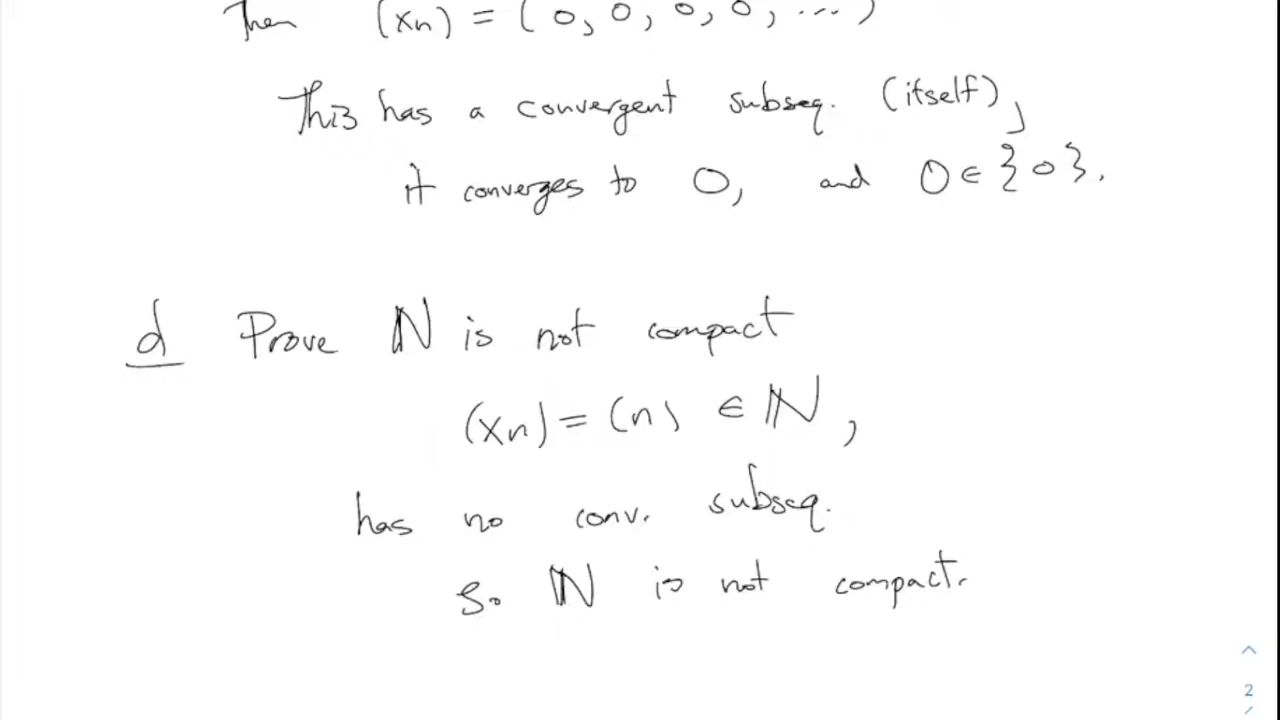 Then (xn) = (0, 0, 0, 0, ...)
This has a convergent subseq. (itself),
it converges to 0, and 0 ∈ {0}.
d Prove ℕ is not compact
(xn) = (n) ∈ ℕ,
has no conv. subseq.
So ℕ is not compact.
2